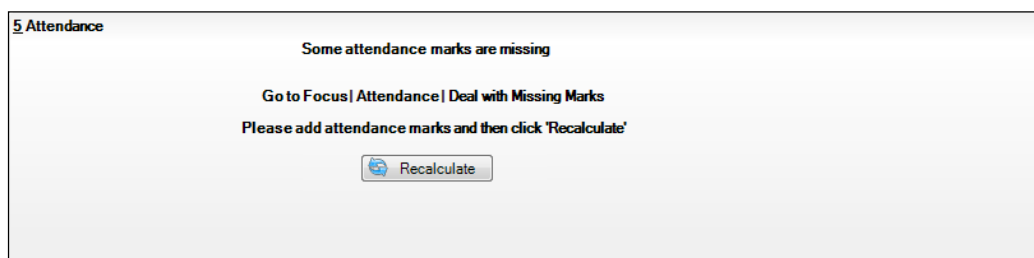 5 Attendance
Some attendance marks are missing
Go to Focus| Attendance| Deal with Missing Marks
Please add attendance marks and then click 'Recalculate'
Recalculate